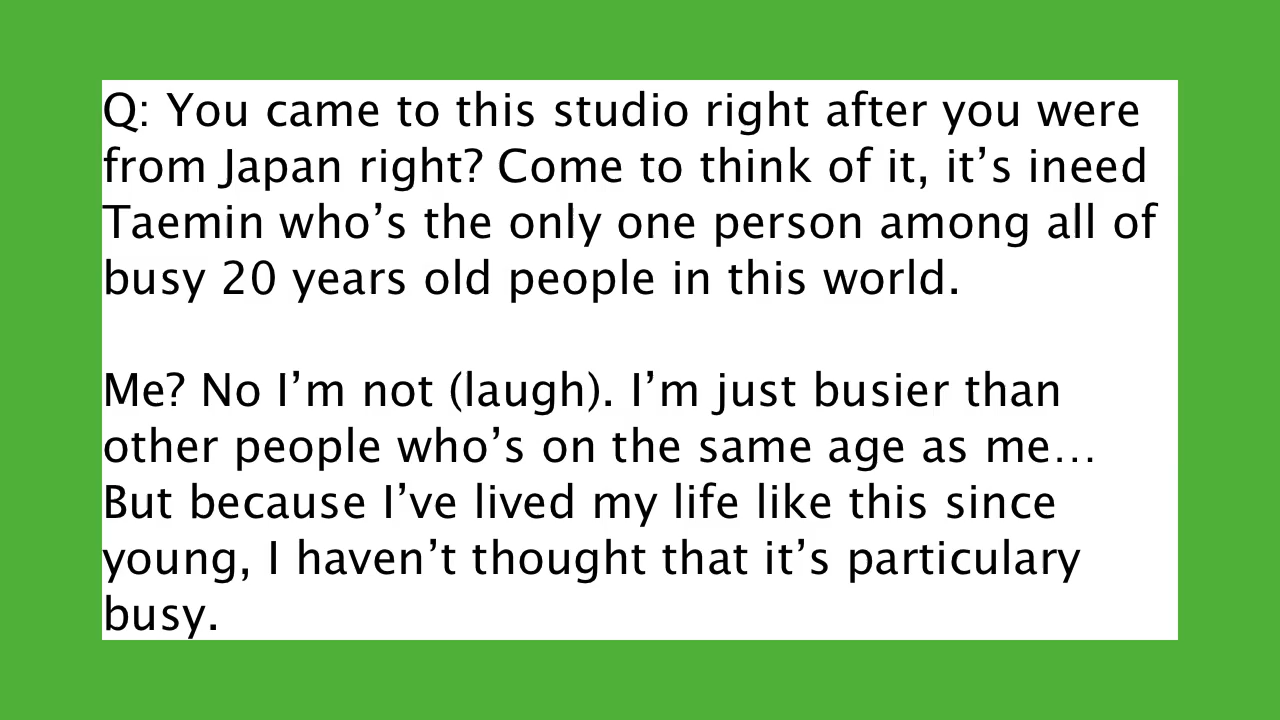 Q: You came to this studio right after you were
from Japan right? Come to think of it, it’s ineed
Taemin who’s the only one person among all of
busy 20 years old people in this world.
Me? No I’m not (laugh). I’m just busier than
other people who’s on the same age as me…
But because I’ve lived my life like this since
young, I haven’t thought that it’s particulary
busy.